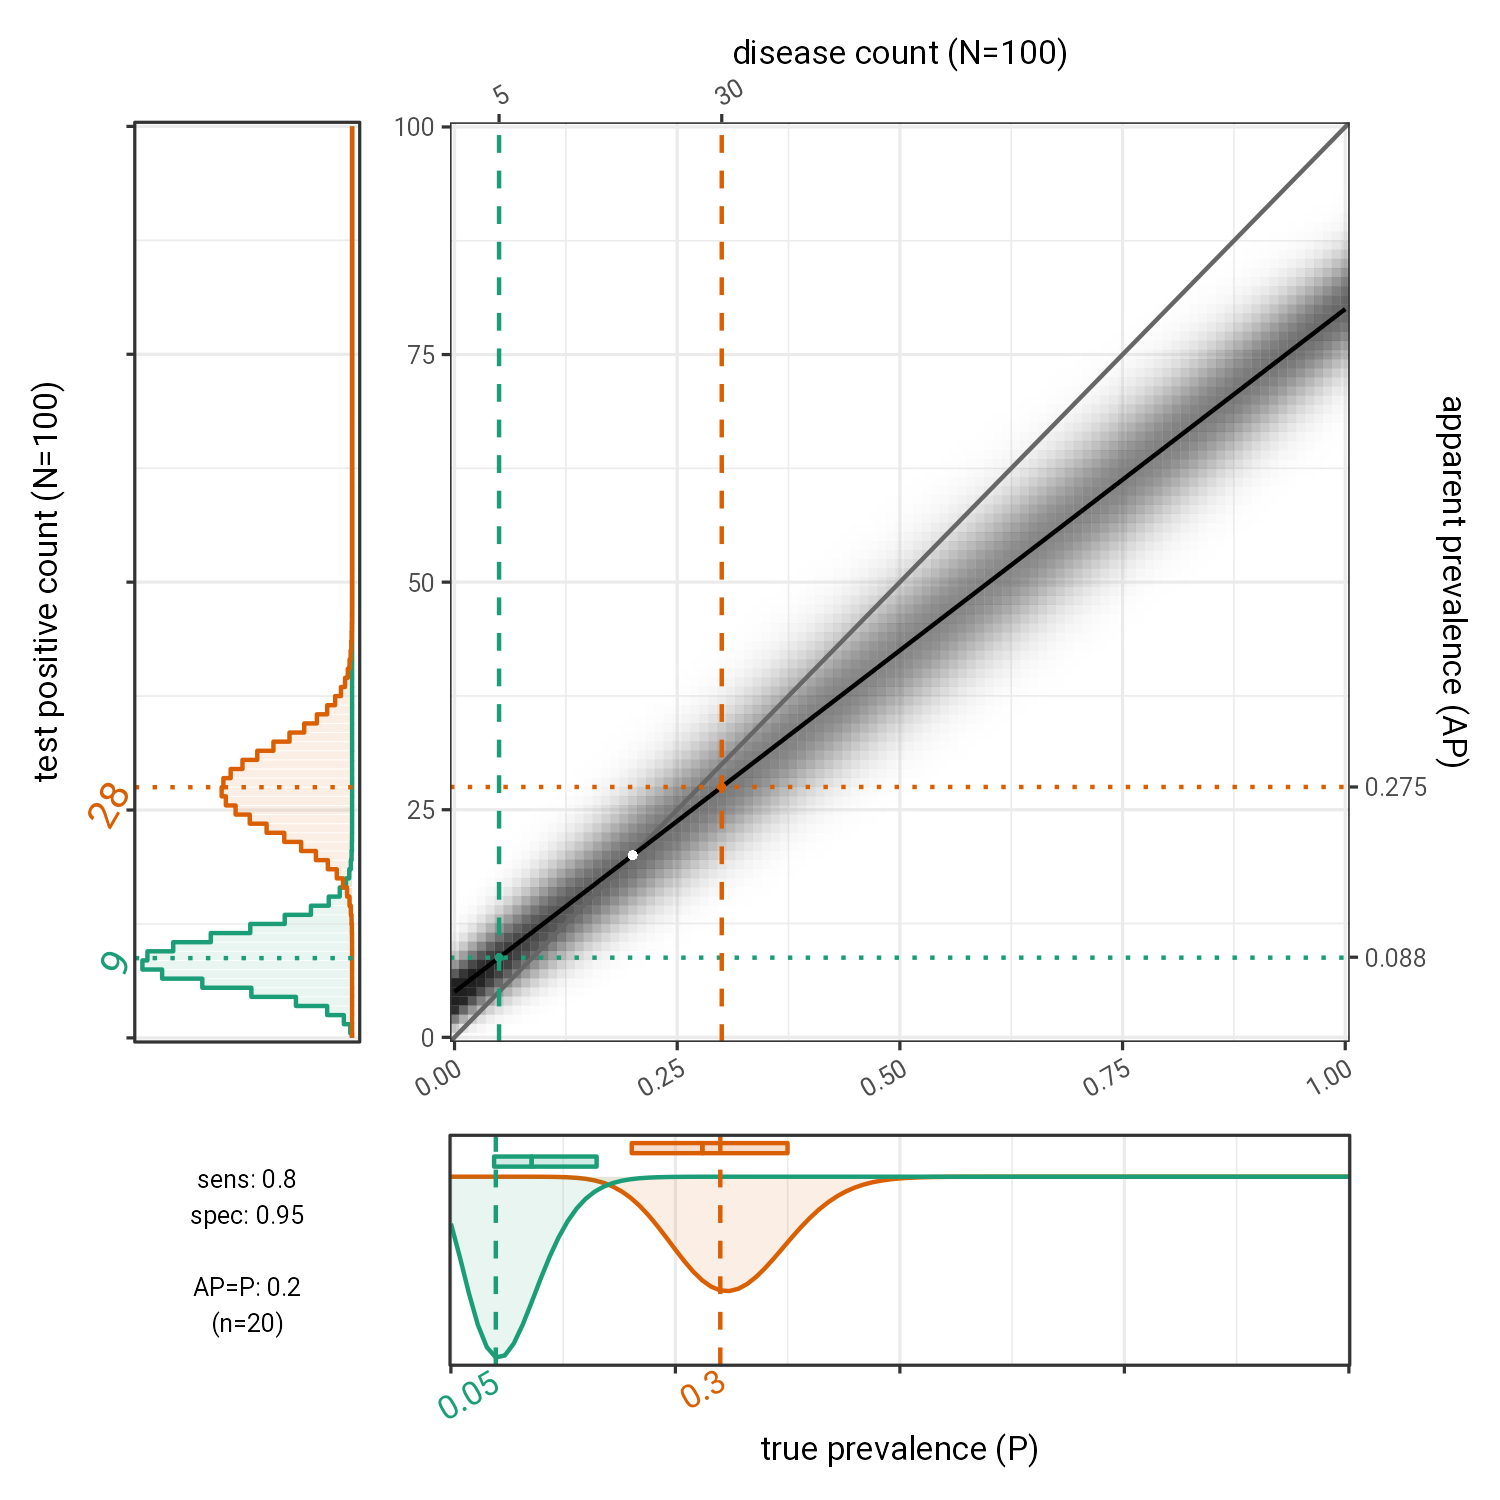 disease count (N=100)
5
30
100
75
50
25
0
test positive count (N=100)
28
9
apparent prevalence (AP)
0.275
0.088
0.00
0.25
0.50
0.75
1.00
sens: 0.8
spec: 0.95
AP=P: 0.2
(n=20)
0.05
0.3
true prevalence (P)